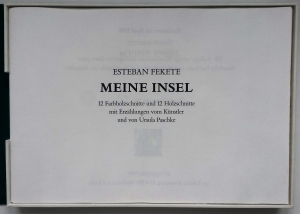 ESTEBAN FEKETE
MEINE INSEL
12 Farbholzschnitte und 12 Holzschnitte
mit Erzählungen vom Künstler
und von Ursula Paschke